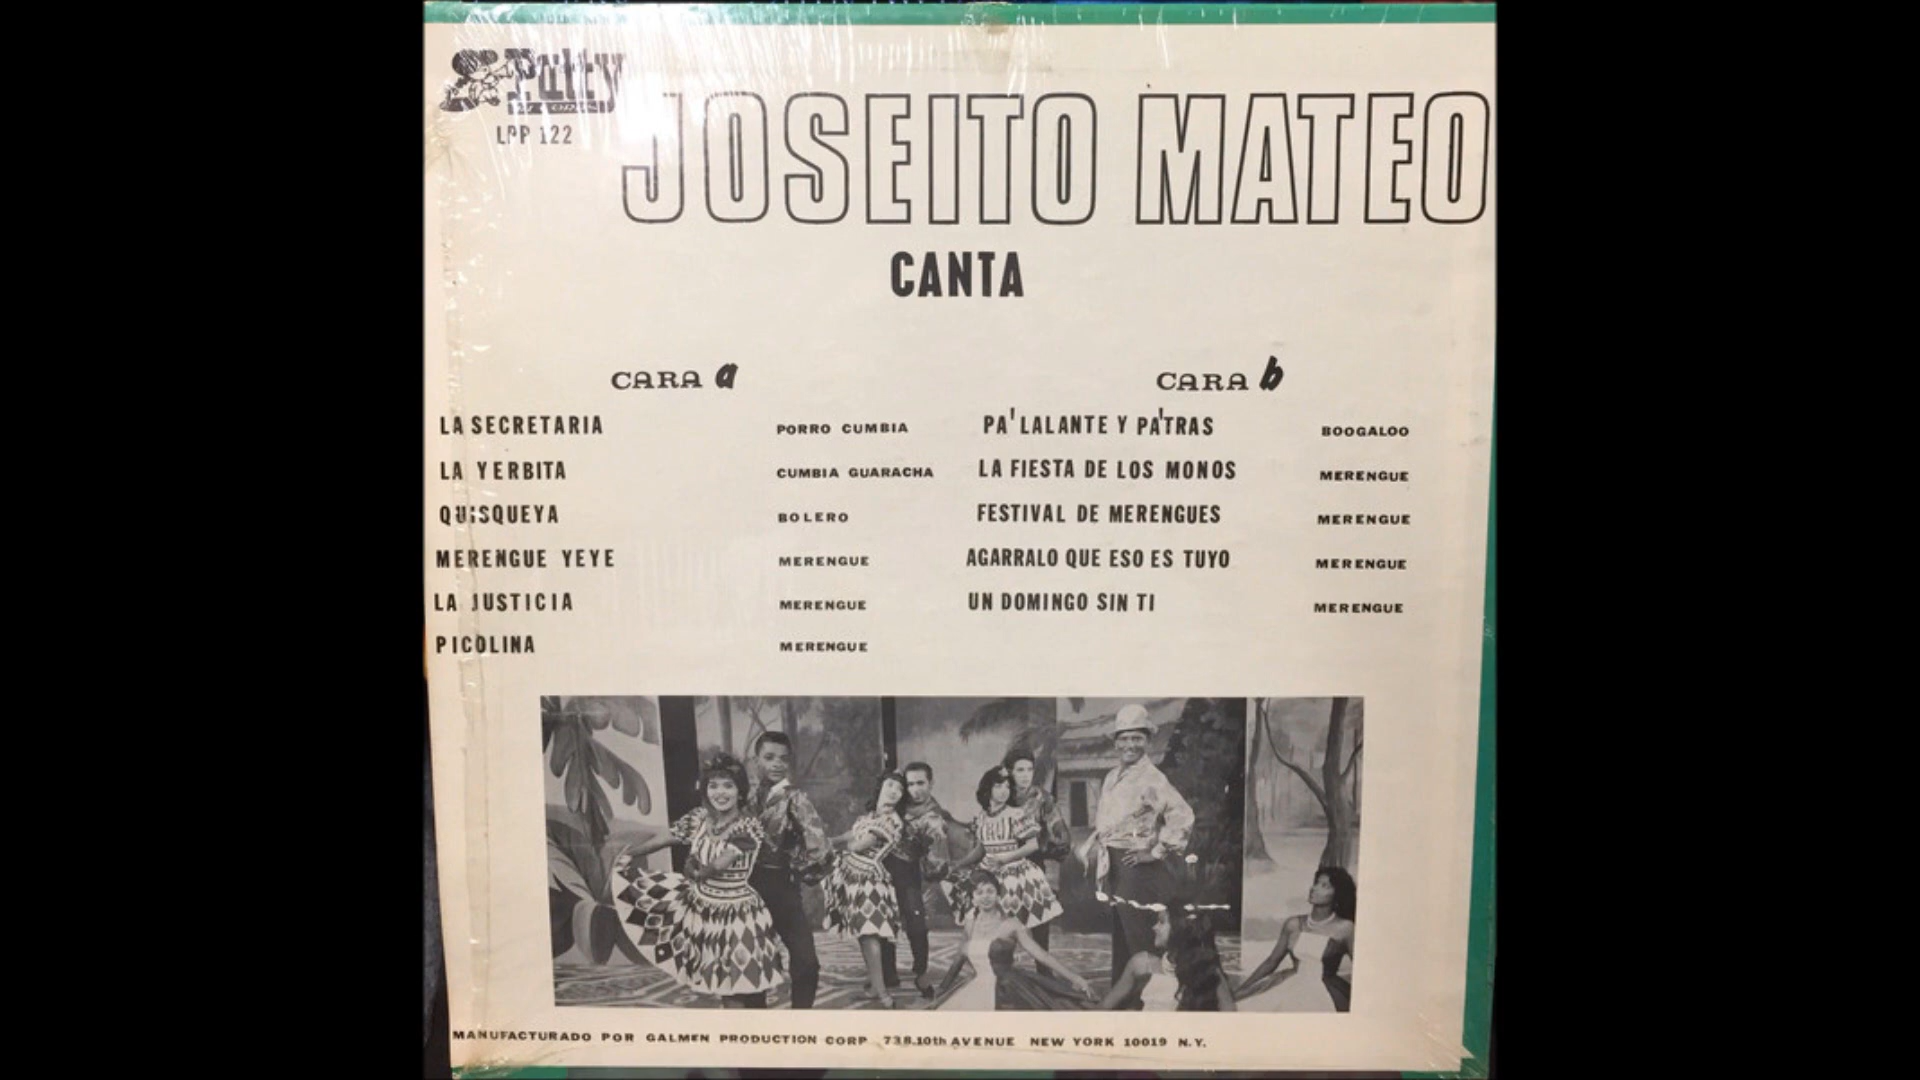 Patty
LPP 122
JOSEITO MATEO
CANTA
CARA a
LA SECRETARIA PORRO CUMBIA
LA YERBITA CUMBIA GUARACHA
QUISQUEYA BOLERO
MERENGUE YEYE MERENGUE
LA JUSTICIA MERENGUE
PICOLINA MERENGUE
CARA b
PA' LALANTE Y PA'TRAS BOOGALOO
LA FIESTA DE LOS MONOS MERENGUE
FESTIVAL DE MERENGUES MERENGUE
AGARRALO QUE ESO ES TUYO MERENGUE
UN DOMINGO SIN TI MERENGUE
MANUFACTURADO POR GALMEN PRODUCTION CORP 738.10th AVENUE NEW YORK 10019 N.Y.